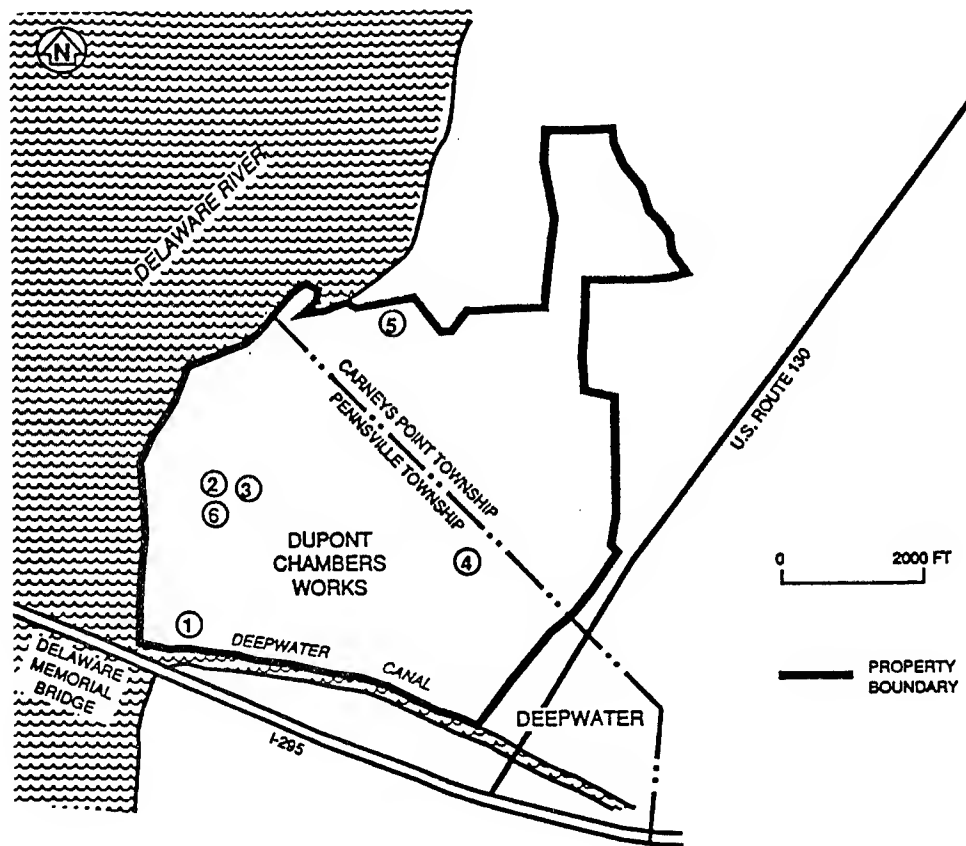 N
DELAWARE RIVER
5
CARNEYS POINT TOWNSHIP
PENNSVILLE TOWNSHIP
U.S. ROUTE 130
2
3
6
DUPONT
CHAMBERS
WORKS
4
0 2000 FT
1
DEEPWATER CANAL
DELAWARE
MEMORIAL
BRIDGE
PROPERTY
BOUNDARY
DEEPWATER
I-295